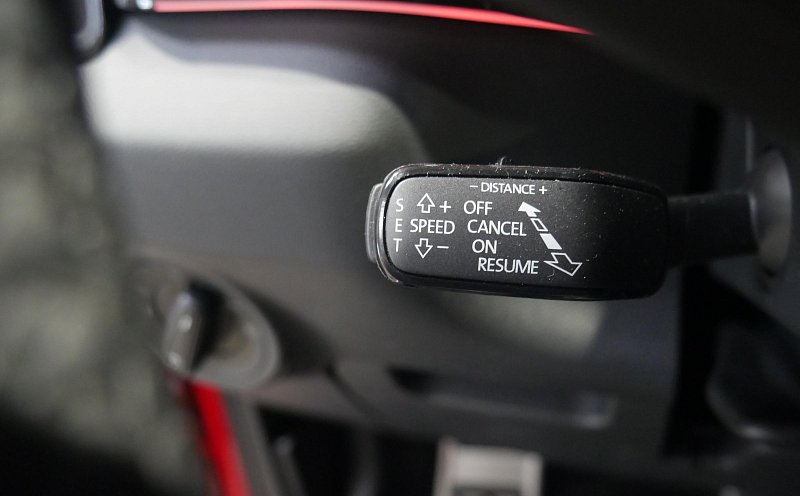 − DISTANCE +
S + OFF
E SPEED CANCEL
T − ON
RESUME